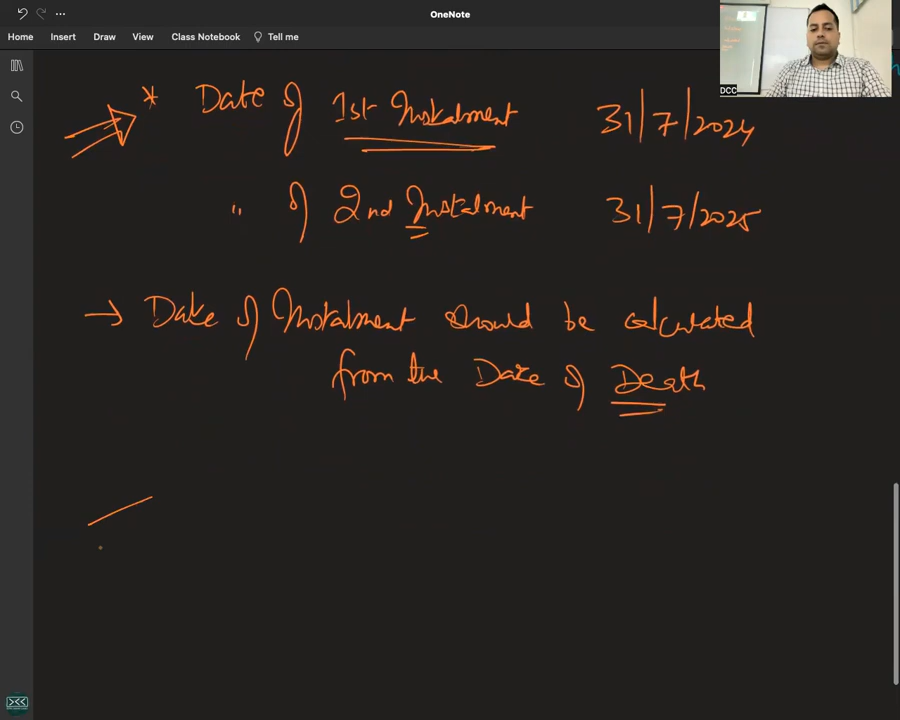 OneNote
Home Insert Draw View Class Notebook Tell me
DCC
* Date of 1st Instalment 31/7/2024
" of 2nd Instalment 31/7/2025
→ Date of Instalment should be calculated
from the Date of Death